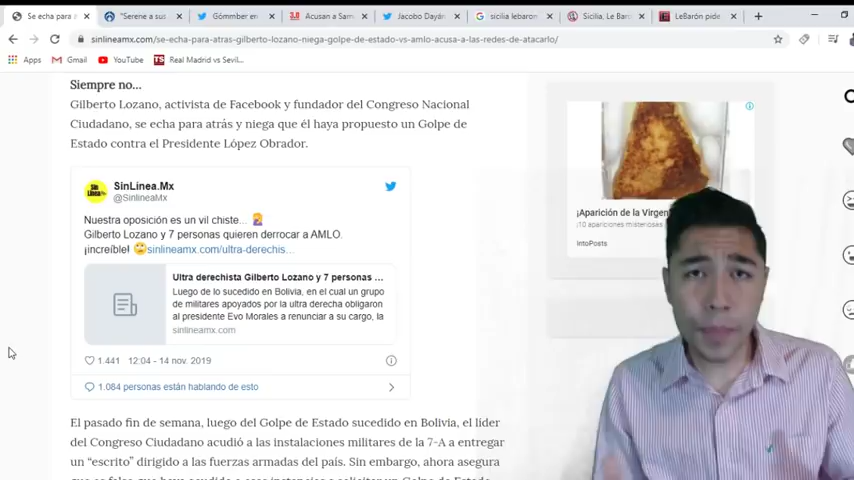 Se echa para a
"Serene a sus
Gómmber en
Acusan a Sam
Jacobo Dayán
sicilia lebaron
Sicilia, Le Bar
LeBarón pide
sinlineamx.com/se-echa-para-atras-gilberto-lozano-niega-golpe-de-estado-vs-amlo-acusa-a-las-redes-de-atacarlo/
Apps
Gmail
YouTube
Real Madrid vs Sevil...
Siempre no...
Gilberto Lozano, activista de Facebook y fundador del Congreso Nacional
Ciudadano, se echa para atrás y niega que él haya propuesto un Golpe de
Estado contra el Presidente López Obrador.
SinLinea.Mx
@SinlineaMx
Nuestra oposición es un vil chiste... 🤦‍♀️
Gilberto Lozano y 7 personas quieren derrocar a AMLO.
¡increíble! 🙄sinlineamx.com/ultra-derechis...
Ultra derechista Gilberto Lozano y 7 personas ...
Luego de lo sucedido en Bolivia, en el cual un grupo
de militares apoyados por la ultra derecha obligaron
al presidente Evo Morales a renunciar a su cargo, la
sinlineamx.com
1.441 12:04 - 14 nov. 2019
1.084 personas están hablando de esto
El pasado fin de semana, luego del Golpe de Estado sucedido en Bolivia, el líder
del Congreso Ciudadano acudió a las instalaciones militares de la 7-A a entregar
un “escrito” dirigido a las fuerzas armadas del país. Sin embargo, ahora asegura
¡Aparición de la Virgen
¡10 apariciones misteriosas
IntoPosts